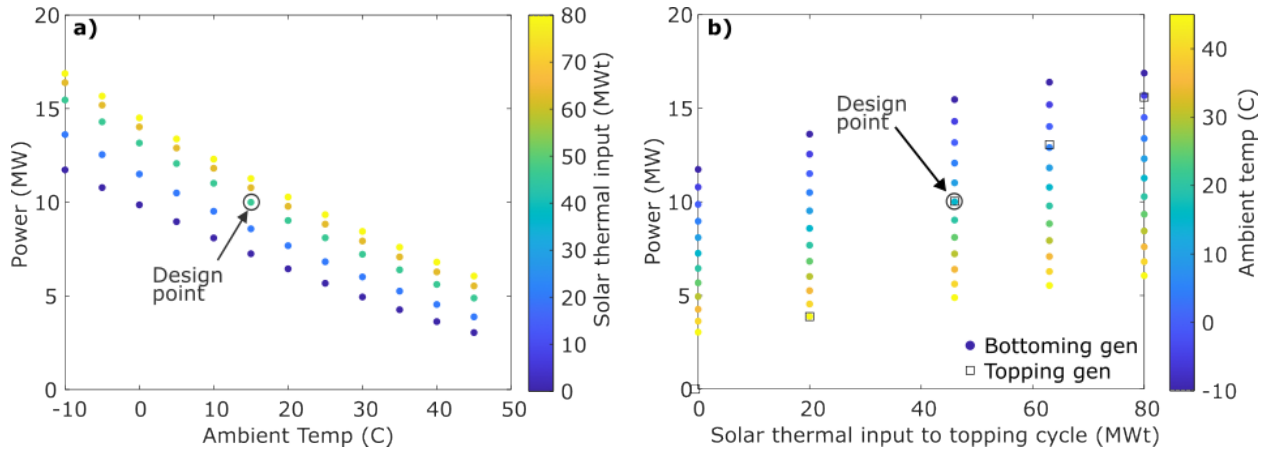 a)
20
15
10
5
0
Power (MW)
Design
point
-10
0
10
20
30
40
50
Ambient Temp (C)
80
70
60
50
40
30
20
10
0
Solar thermal input (MWt)
b)
20
15
10
5
0
Power (MW)
Design
point
Bottoming gen
Topping gen
0
20
40
60
80
Solar thermal input to topping cycle (MWt)
40
30
20
10
0
-10
Ambient temp (C)